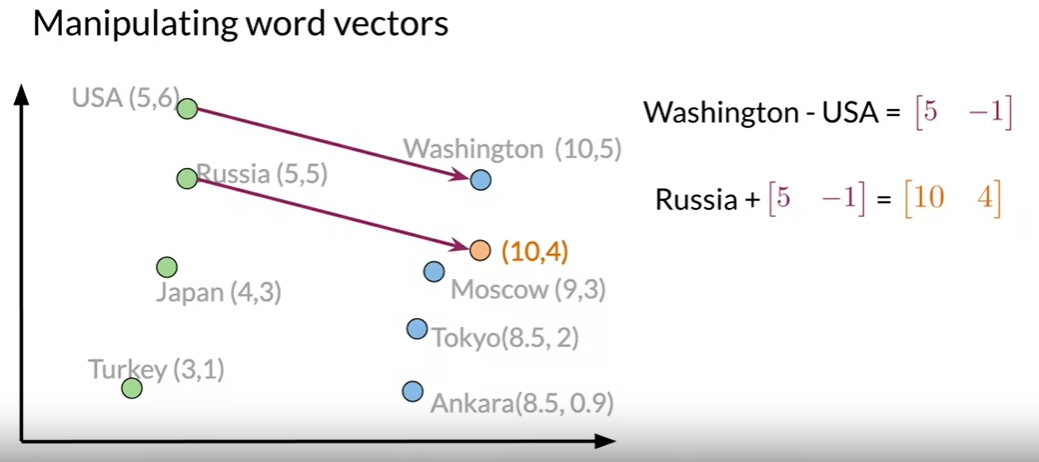 Manipulating word vectors
USA (5,6)
Washington (10,5)
Russia (5,5)
(10,4)
Japan (4,3)
Moscow (9,3)
Tokyo(8.5, 2)
Turkey (3,1)
Ankara(8.5, 0.9)
Washington - USA = [5 −1]
Russia + [5 −1] = [10 4]